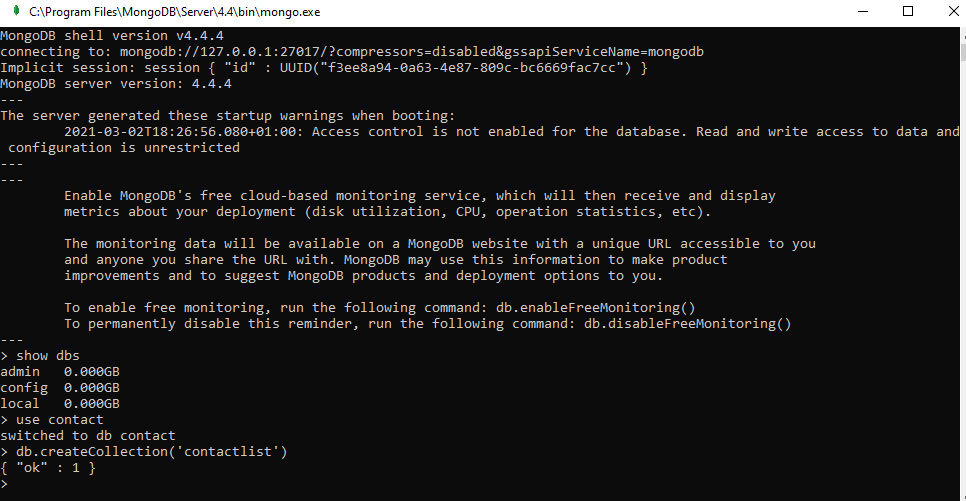 C:\Program Files\MongoDB\Server\4.4\bin\mongo.exe
MongoDB shell version v4.4.4
connecting to: mongodb://127.0.0.1:27017/?compressors=disabled&gssapiServiceName=mongodb
Implicit session: session { "id" : UUID("f3ee8a94-0a63-4e87-809c-bc6669fac7cc") }
MongoDB server version: 4.4.4
---
The server generated these startup warnings when booting:
        2021-03-02T18:26:56.080+01:00: Access control is not enabled for the database. Read and write access to data and
 configuration is unrestricted
---
---
        Enable MongoDB's free cloud-based monitoring service, which will then receive and display
        metrics about your deployment (disk utilization, CPU, operation statistics, etc).

        The monitoring data will be available on a MongoDB website with a unique URL accessible to you
        and anyone you share the URL with. MongoDB may use this information to make product
        improvements and to suggest MongoDB products and deployment options to you.

        To enable free monitoring, run the following command: db.enableFreeMonitoring()
        To permanently disable this reminder, run the following command: db.disableFreeMonitoring()
---
> show dbs
admin   0.000GB
config  0.000GB
local   0.000GB
> use contact
switched to db contact
> db.createCollection('contactlist')
{ "ok" : 1 }
>